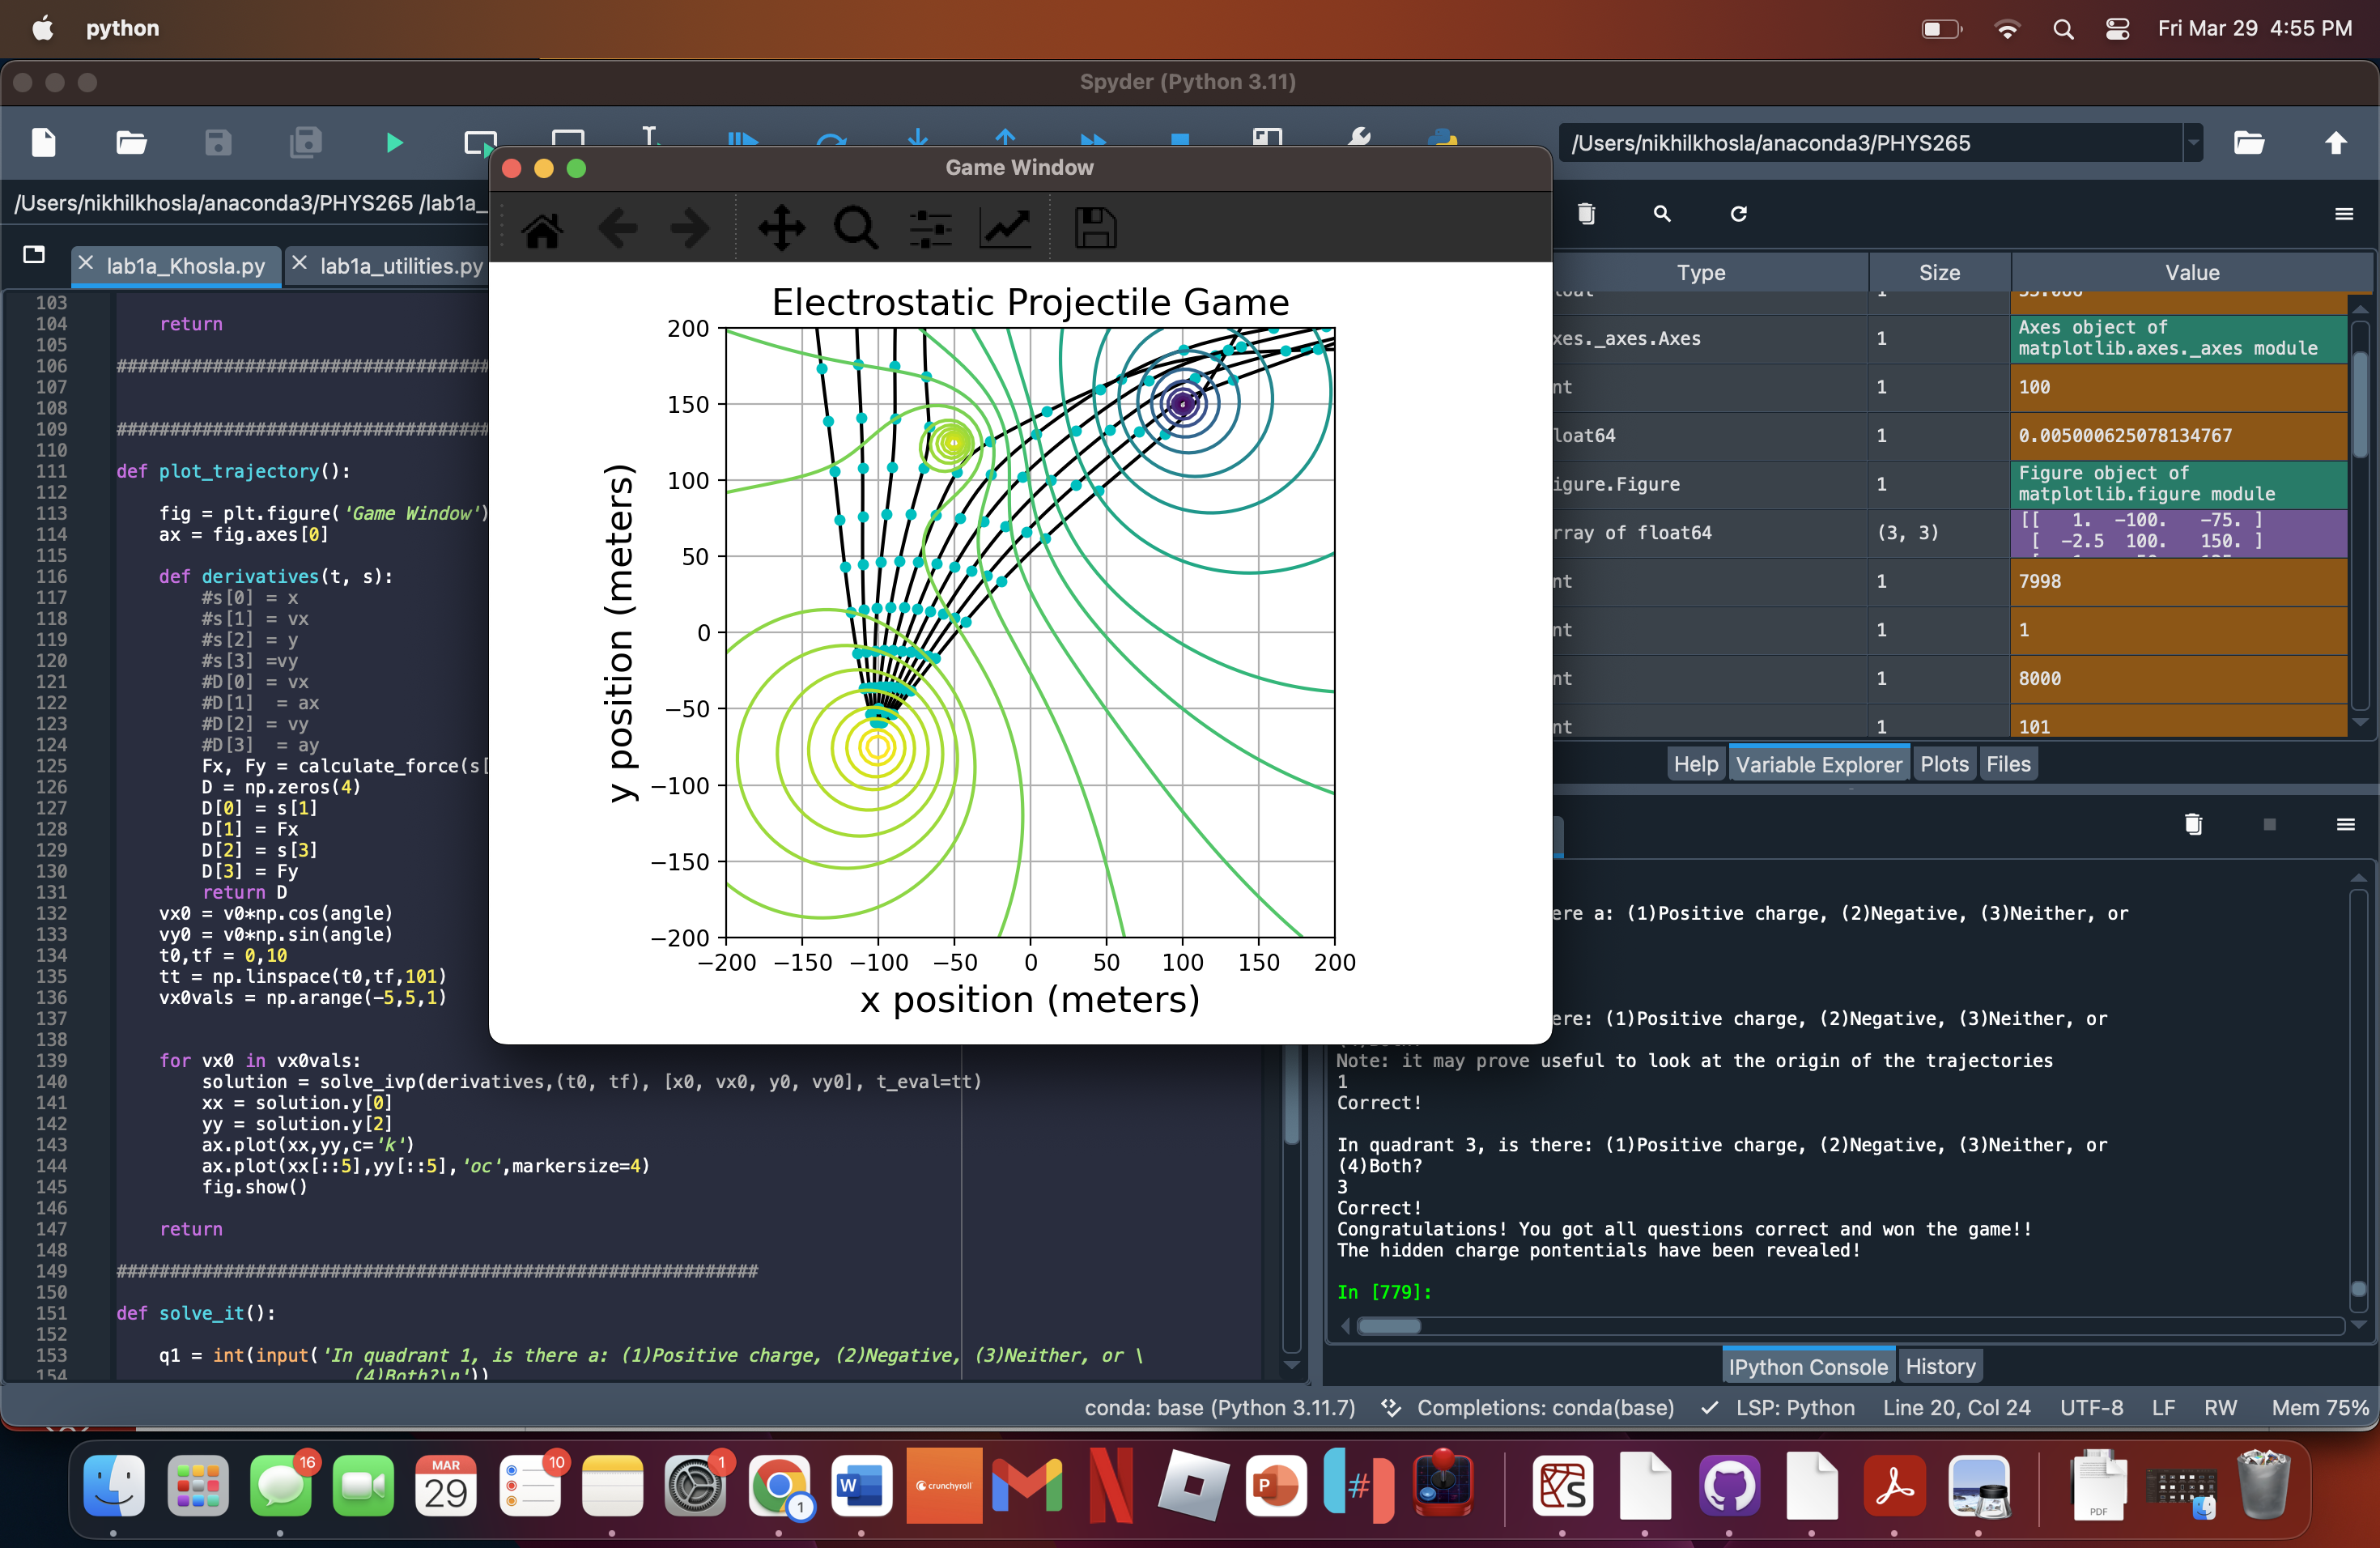 python
Fri Mar 29 4:55 PM
Spyder (Python 3.11)
/Users/nikhilkhosla/anaconda3/PHYS265
/Users/nikhilkhosla/anaconda3/PHYS265 /lab1a_
lab1a_Khosla.py
lab1a_utilities.py
103
104 return
105
106 ###################################
107
108
109 ###################################
110
111 def plot_trajectory():
112
113 fig = plt.figure('Game Window')
114 ax = fig.axes[0]
115
116 def derivatives(t, s):
117 #s[0] = x
118 #s[1] = vx
119 #s[2] = y
120 #s[3] =vy
121 #D[0] = vx
122 #D[1]  = ax
123 #D[2] = vy
124 #D[3]  = ay
125 Fx, Fy = calculate_force(s[
126 D = np.zeros(4)
127 D[0] = s[1]
128 D[1] = Fx
129 D[2] = s[3]
130 D[3] = Fy
131 return D
132 vx0 = v0*np.cos(angle)
133 vy0 = v0*np.sin(angle)
134 t0,tf = 0,10
135 tt = np.linspace(t0,tf,101)
136 vx0vals = np.arange(-5,5,1)
137
138
139 for vx0 in vx0vals:
140 solution = solve_ivp(derivatives,(t0, tf), [x0, vx0, y0, vy0], t_eval=tt)
141 xx = solution.y[0]
142 yy = solution.y[2]
143 ax.plot(xx,yy,c='k')
144 ax.plot(xx[::5],yy[::5],'oc',markersize=4)
145 fig.show()
146
147 return
148
149 ############################################################
150
151 def solve_it():
152
153 q1 = int(input('In quadrant 1, is there a: (1)Positive charge, (2)Negative, (3)Neither, or \
154 (4)Both?\n'))
Game Window
Electrostatic Projectile Game
200
150
100
50
0
−50
−100
−150
−200
y position (meters)
−200 −150 −100 −50 0 50 100 150 200
x position (meters)
Type Size Value
xes._axes.Axes 1 Axes object of
matplotlib.axes._axes module
nt 1 100
loat64 1 0.005000625078134767
igure.Figure 1 Figure object of
matplotlib.figure module
rray of float64 (3, 3) [[ 1. -100. -75. ]
[ -2.5 100. 150. ]
nt 1 7998
nt 1 1
nt 1 8000
nt 1 101
Help Variable Explorer Plots Files
ere a: (1)Positive charge, (2)Negative, (3)Neither, or
ere: (1)Positive charge, (2)Negative, (3)Neither, or
Note: it may prove useful to look at the origin of the trajectories
1
Correct!
In quadrant 3, is there: (1)Positive charge, (2)Negative, (3)Neither, or
(4)Both?
3
Correct!
Congratulations! You got all questions correct and won the game!!
The hidden charge pontentials have been revealed!
In [779]:
IPython Console History
conda: base (Python 3.11.7) Completions: conda(base) LSP: Python Line 20, Col 24 UTF-8 LF RW Mem 75%
16
MAR
29
10
1
1
W
crunchyroll
P
#
S
PDF